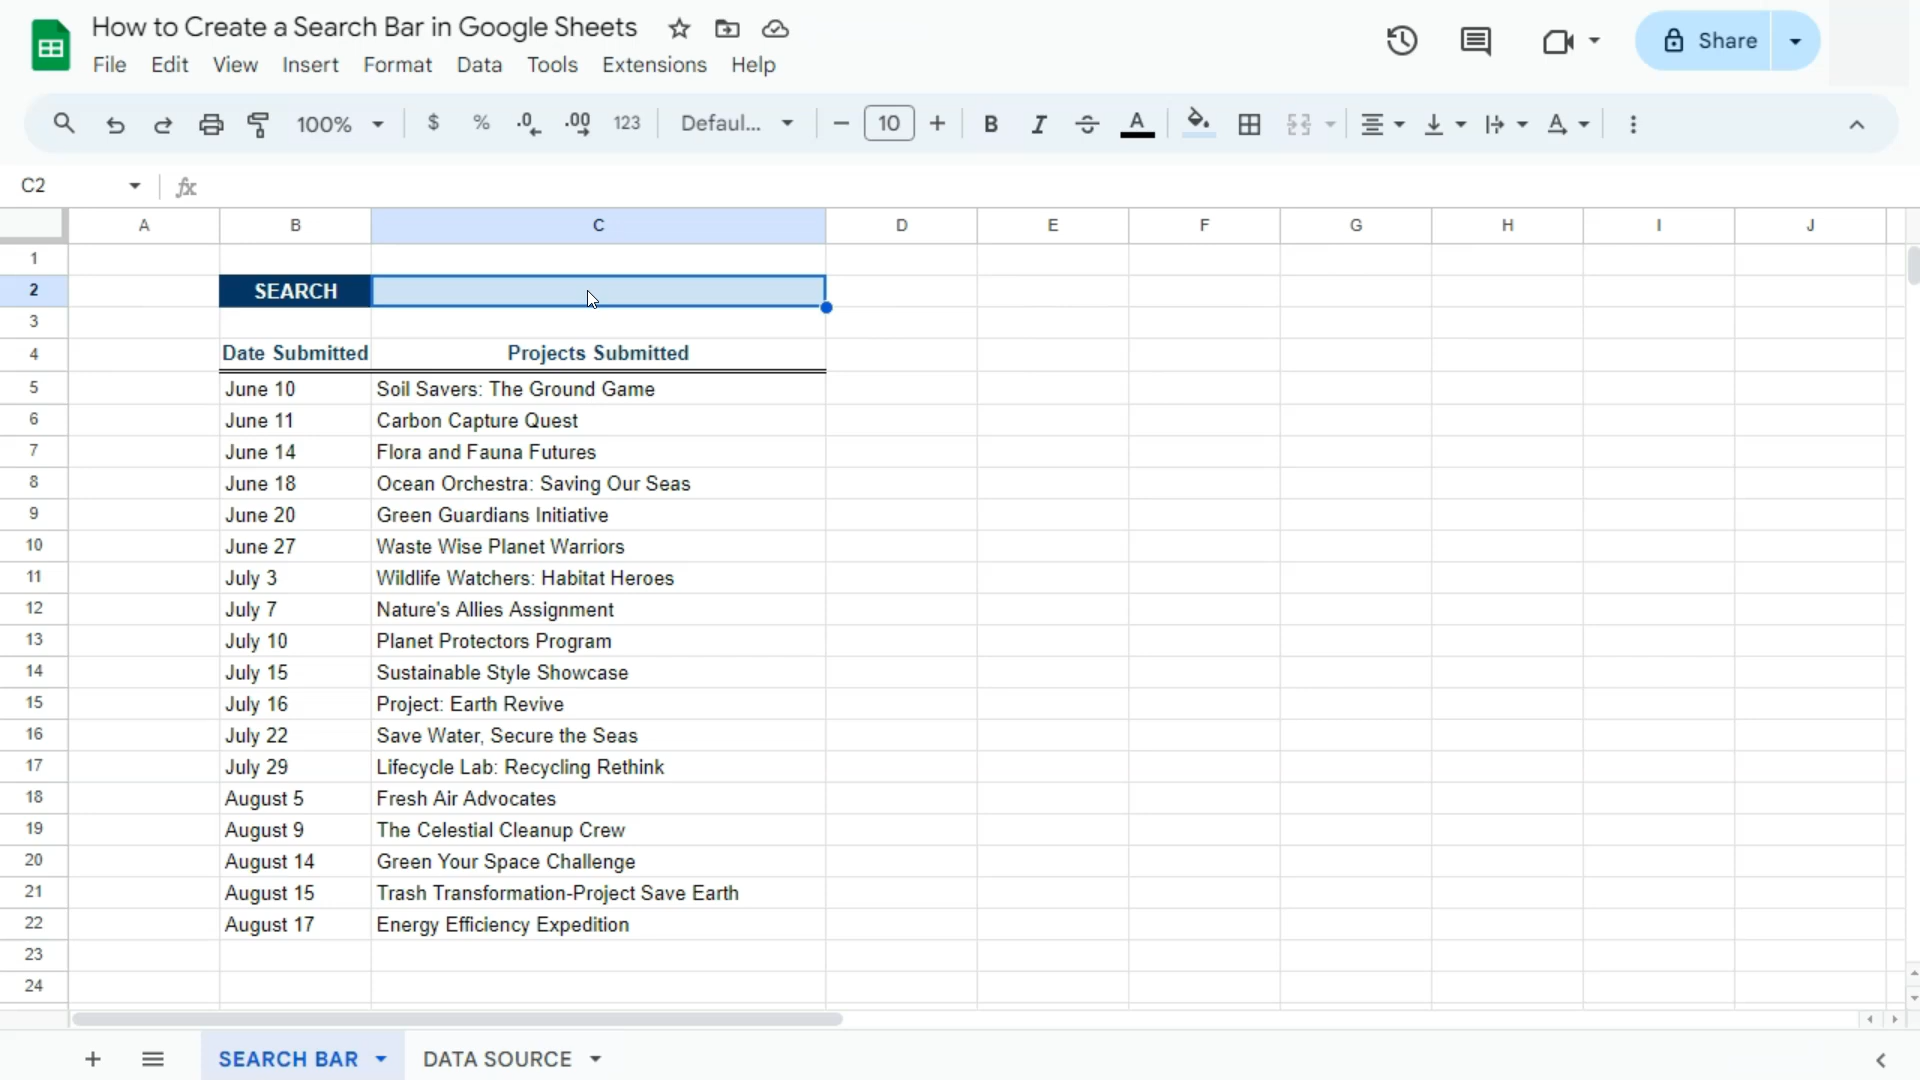 How to Create a Search Bar in Google Sheets
File Edit View Insert Format Data Tools Extensions Help
Share
100% $ % .0 .00 123 Defaul... 10 B I A
C2 fx
A B C D E F G H I J
1
2 SEARCH
3
4 Date Submitted Projects Submitted
5 June 10 Soil Savers: The Ground Game
6 June 11 Carbon Capture Quest
7 June 14 Flora and Fauna Futures
8 June 18 Ocean Orchestra: Saving Our Seas
9 June 20 Green Guardians Initiative
10 June 27 Waste Wise Planet Warriors
11 July 3 Wildlife Watchers: Habitat Heroes
12 July 7 Nature's Allies Assignment
13 July 10 Planet Protectors Program
14 July 15 Sustainable Style Showcase
15 July 16 Project: Earth Revive
16 July 22 Save Water, Secure the Seas
17 July 29 Lifecycle Lab: Recycling Rethink
18 August 5 Fresh Air Advocates
19 August 9 The Celestial Cleanup Crew
20 August 14 Green Your Space Challenge
21 August 15 Trash Transformation-Project Save Earth
22 August 17 Energy Efficiency Expedition
23
24
SEARCH BAR DATA SOURCE